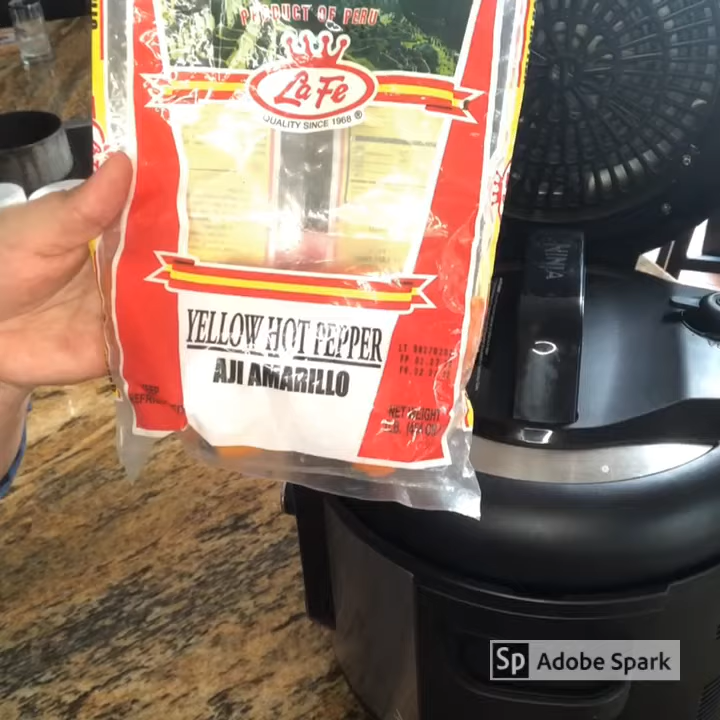 PRODUCT OF PERU
La Fe
QUALITY SINCE 1968 ®
NINJA
YELLOW HOT PEPPER
AJI AMARILLO
KEEP
NET WEIGHT
Sp Adobe Spark